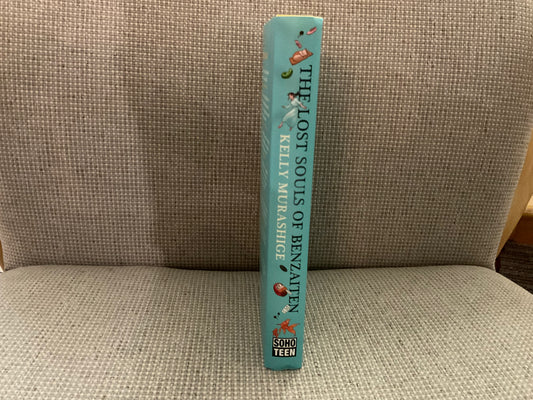 THE LOST SOULS OF BENZAITEN
KELLY MURASHIGE
SOHO
TEEN